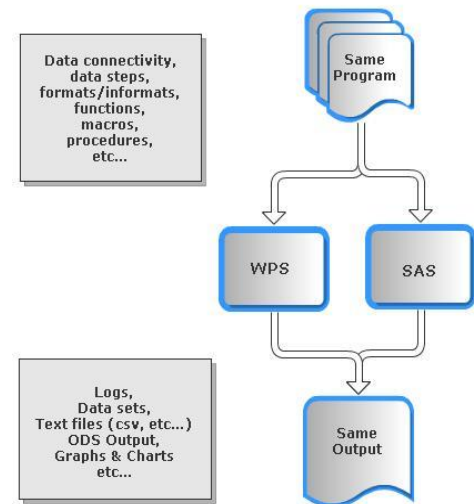 Data connectivity,
data steps,
formats/informats,
functions,
macros,
procedures,
etc...
Same
Program
WPS
SAS
Logs,
Data sets,
Text files (csv, etc...)
ODS Output,
Graphs & Charts
etc...
Same
Output